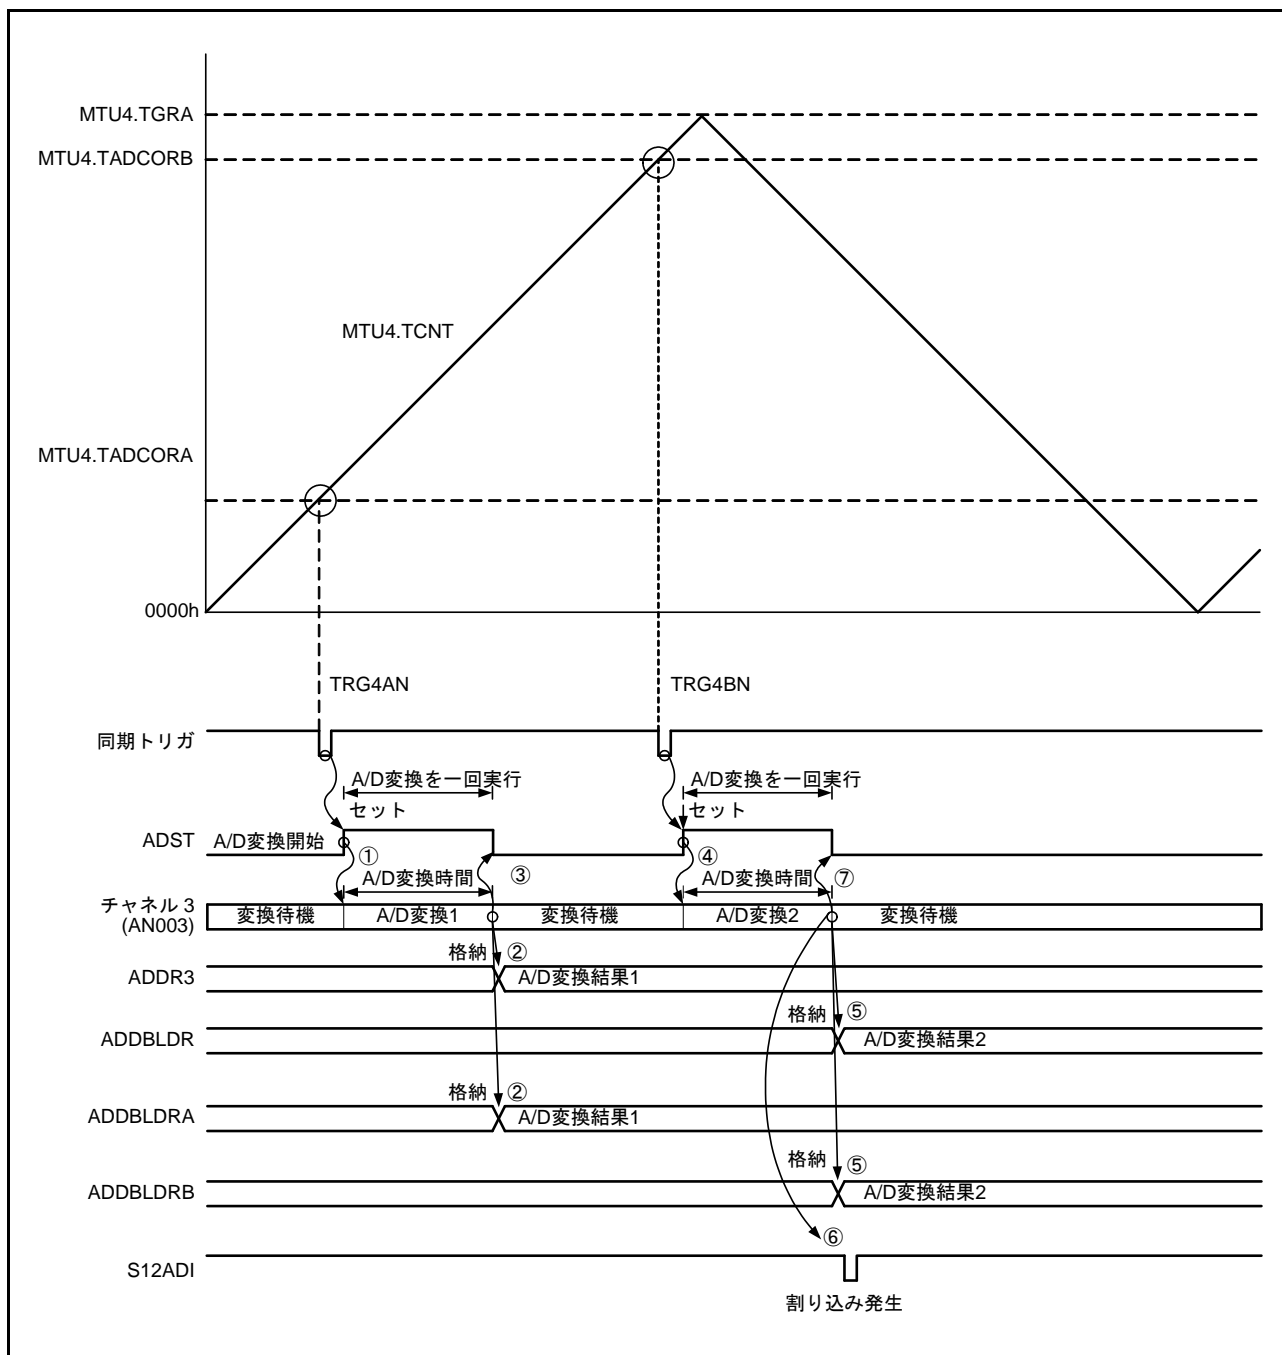 MTU4.TGRA
MTU4.TADCORB
MTU4.TCNT
MTU4.TADCORA
0000h
TRG4AN
TRG4BN
同期トリガ
A/D変換を一回実行
A/D変換を一回実行
セット
セット
ADST
A/D変換開始
①
④
A/D変換時間
③
A/D変換時間
⑦
チャネル 3
(AN003)
変換待機
A/D変換1
変換待機
A/D変換2
変換待機
格納
②
ADDR3
A/D変換結果1
格納
⑤
ADDBLDR
A/D変換結果2
格納
②
ADDBLDRA
A/D変換結果1
格納
⑤
ADDBLDRB
A/D変換結果2
⑥
S12ADI
割り込み発生